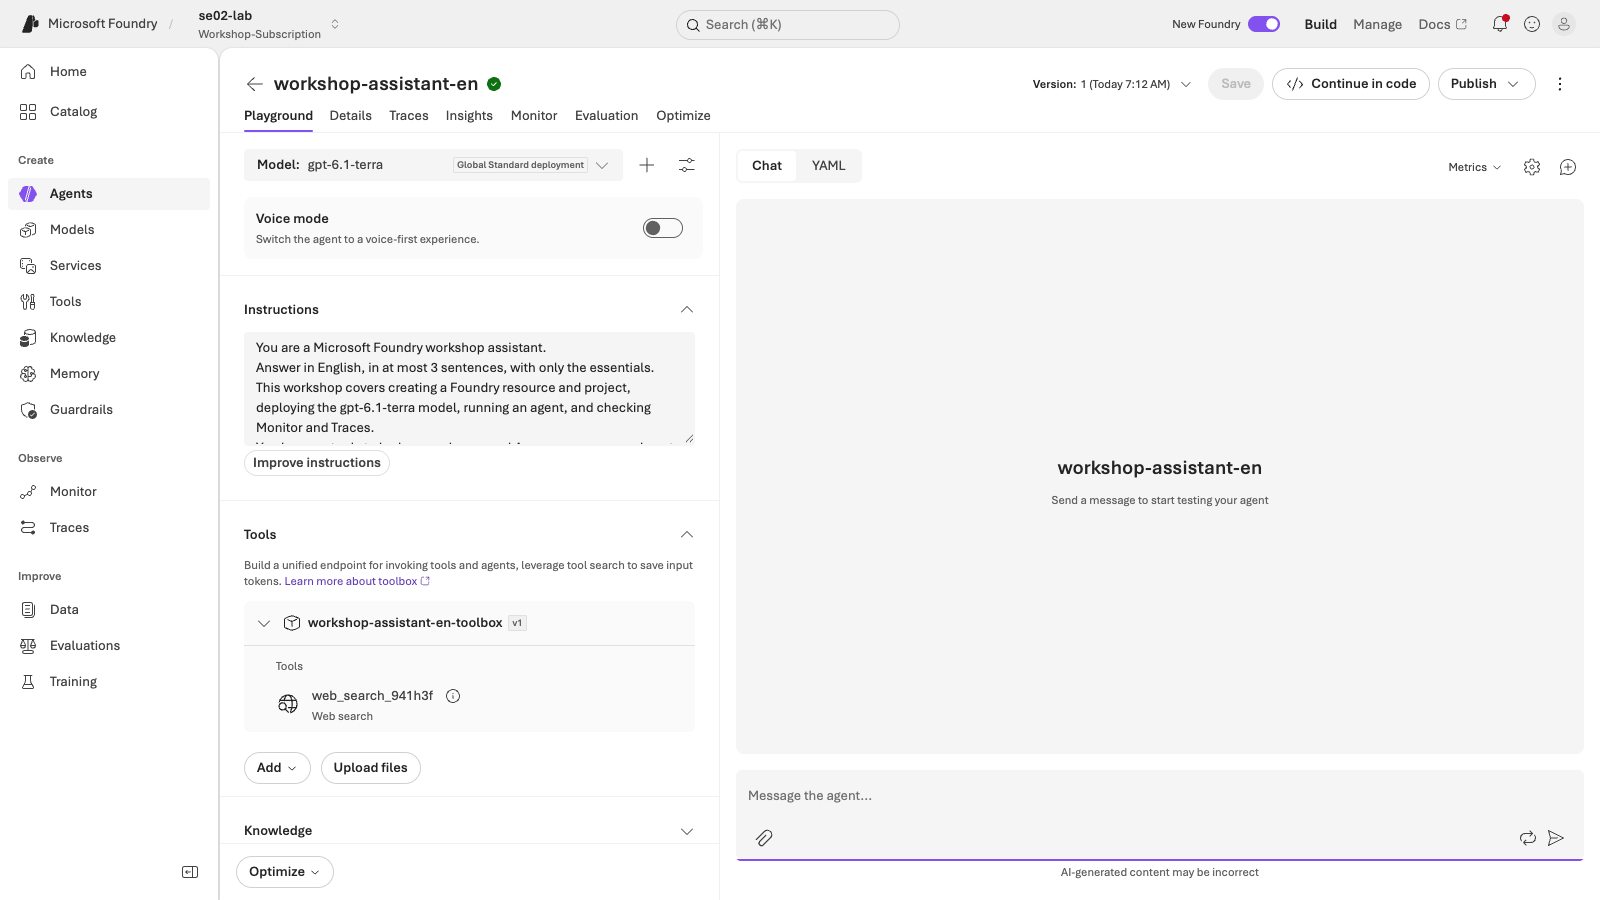 Microsoft Foundry
/
se02-lab
Workshop-Subscription
Search (⌘K)
New Foundry
Build
Manage
Docs
Home
Catalog
Create
Agents
Models
Services
Tools
Knowledge
Memory
Guardrails
Observe
Monitor
Traces
Improve
Data
Evaluations
Training
workshop-assistant-en
Version: 1 (Today 7:12 AM)
Save
Continue in code
Publish
Playground
Details
Traces
Insights
Monitor
Evaluation
Optimize
Model: gpt-6.1-terra
Global Standard deployment
Voice mode
Switch the agent to a voice-first experience.
Instructions
You are a Microsoft Foundry workshop assistant.
Answer in English, in at most 3 sentences, with only the essentials.
This workshop covers creating a Foundry resource and project,
deploying the gpt-6.1-terra model, running an agent, and checking
Monitor and Traces.
Improve instructions
Tools
Build a unified endpoint for invoking tools and agents, leverage tool search to save input
tokens. Learn more about toolbox
workshop-assistant-en-toolbox v1
Tools
web_search_941h3f
Web search
Add
Upload files
Knowledge
Optimize
Chat
YAML
Metrics
workshop-assistant-en
Send a message to start testing your agent
Message the agent...
AI-generated content may be incorrect